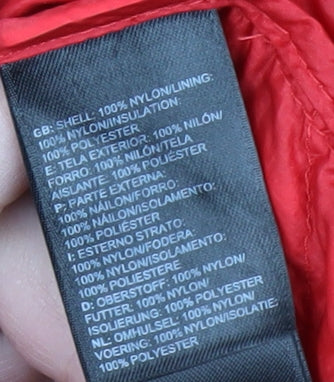 GB: SHELL: 100% NYLON/LINING:
100% NYLON/INSULATION:
100% POLYESTER
E: TELA EXTERIOR: 100% NILÓN/
FORRO: 100% NILÓN/TELA
AISLANTE: 100% POLIÉSTER
P: PARTE EXTERNA:
100% NÁILON/FORRO:
100% NÁILON/ISOLAMENTO:
100% POLIÉSTER
I: ESTERNO STRATO:
100% NYLON/FODERA:
100% NYLON/ISOLAMENTO:
100% POLIESTERE
D: OBERSTOFF: 100% NYLON/
FUTTER: 100% NYLON/
ISOLIERUNG: 100% POLYESTER
NL: OMHULSEL: 100% NYLON/
VOERING: 100% NYLON/ISOLATIE:
100% POLYESTER